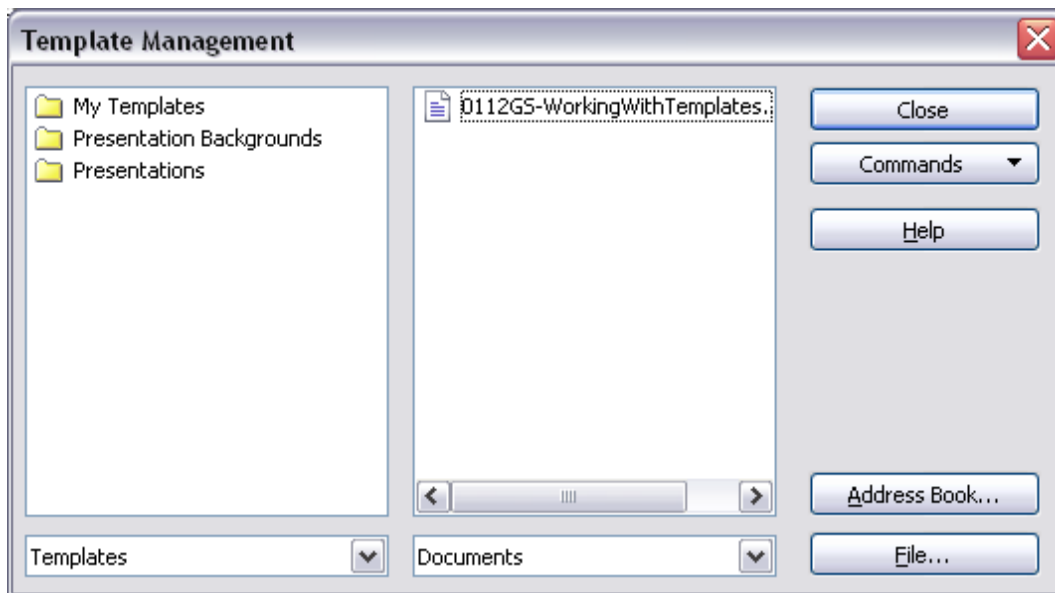 Template Management
My Templates
Presentation Backgrounds
Presentations
0112GS-WorkingWithTemplates.
Close
Commands
Help
Address Book...
Templates
Documents
File...